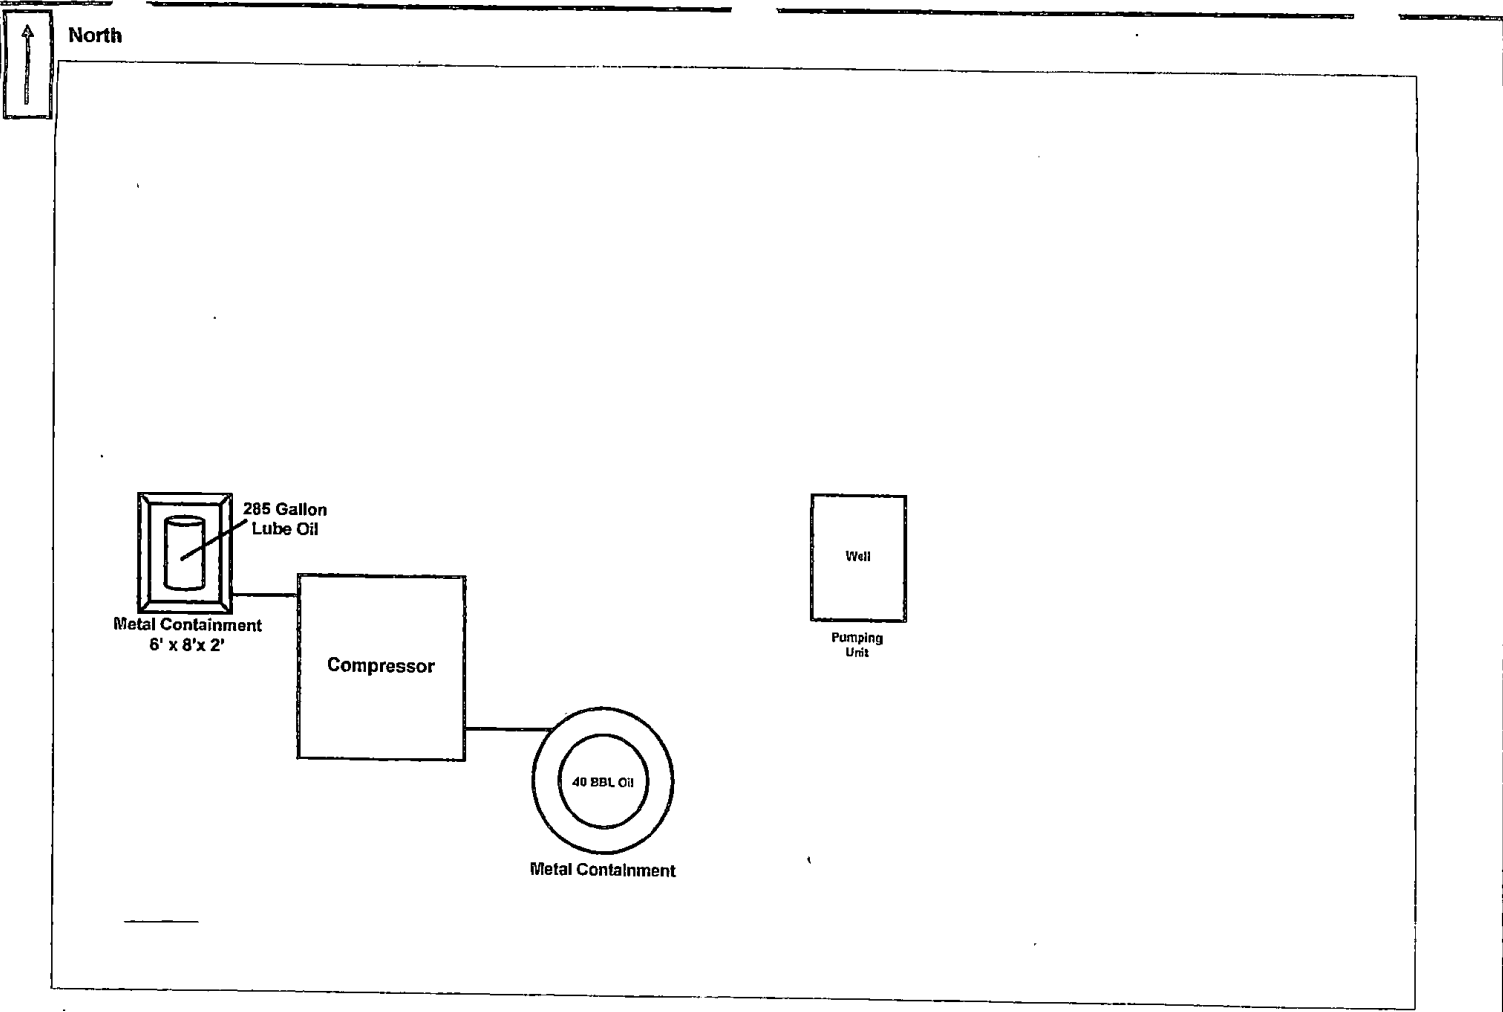 North
285 Gallon
Lube Oil
Metal Containment
6' x 8'x 2'
Compressor
40 BBL Oil
Metal Containment
Well
Pumping
Unit